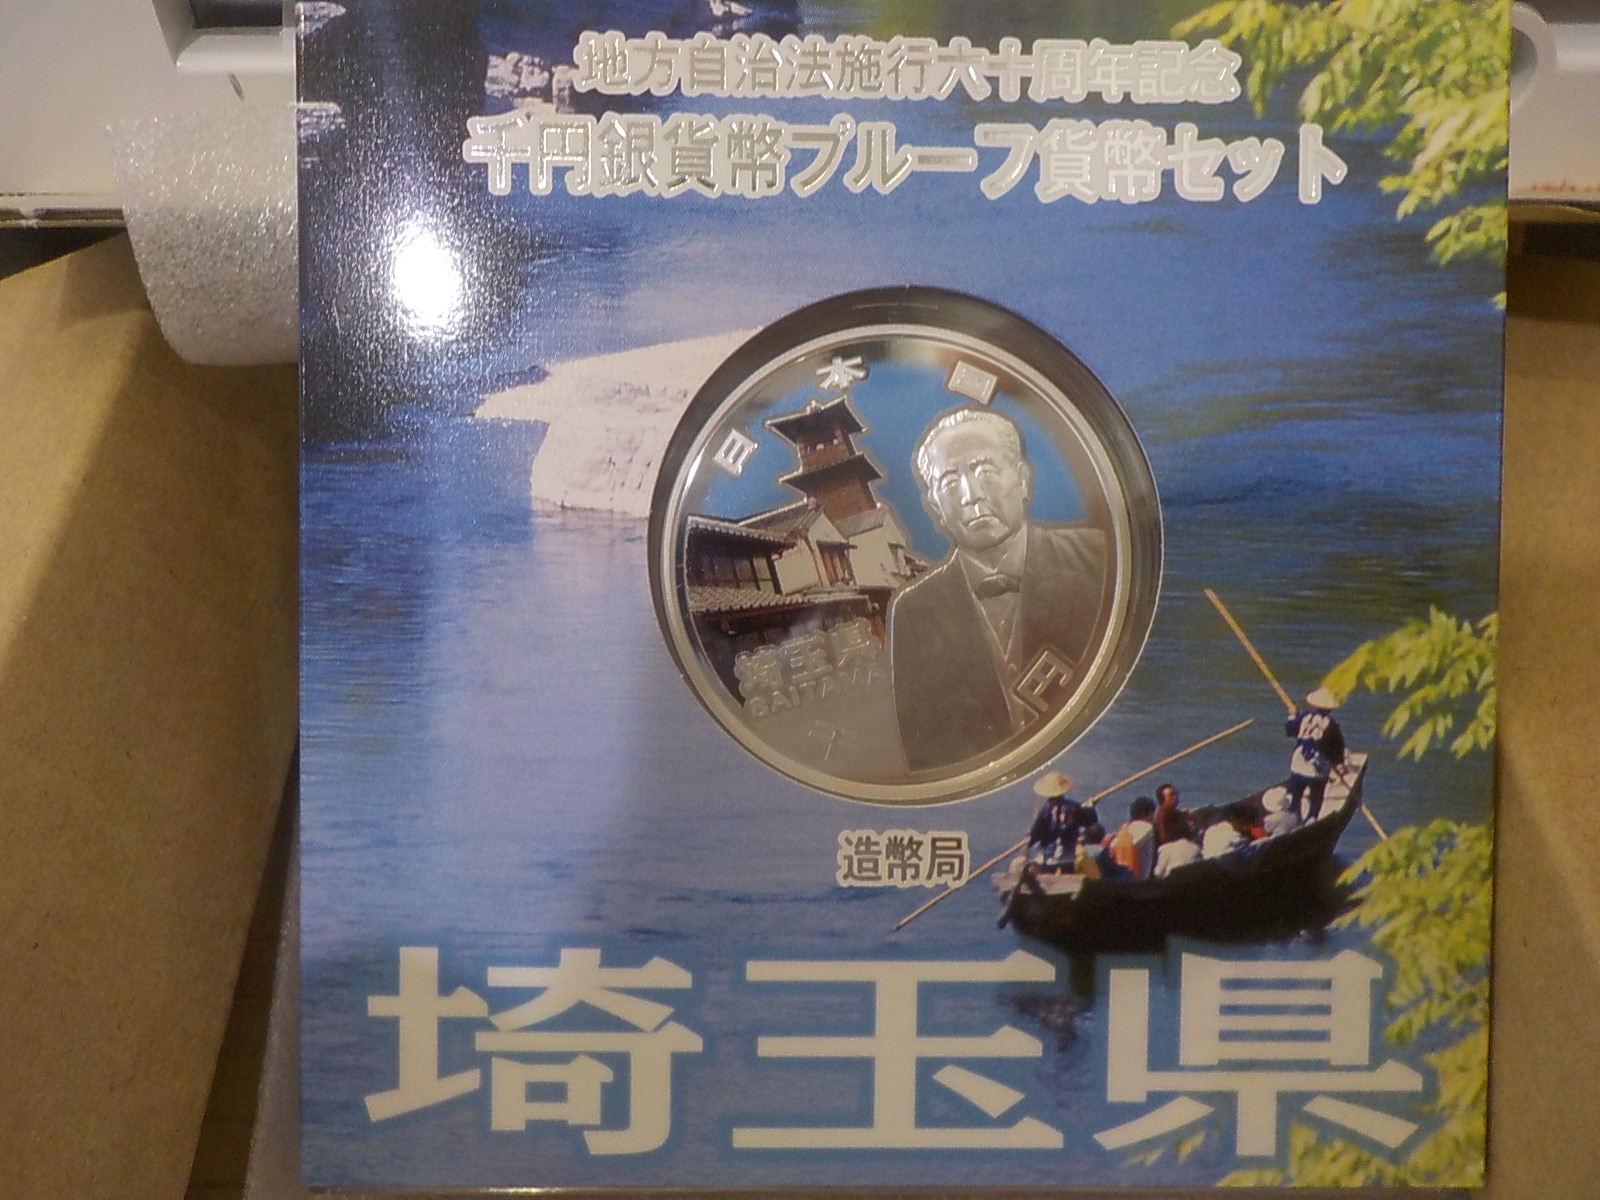 地方自治法施行六十周年記念
千円銀貨幣プルーフ貨幣セット
日本国
埼玉県
SAITAMA
円
造幣局
埼玉県